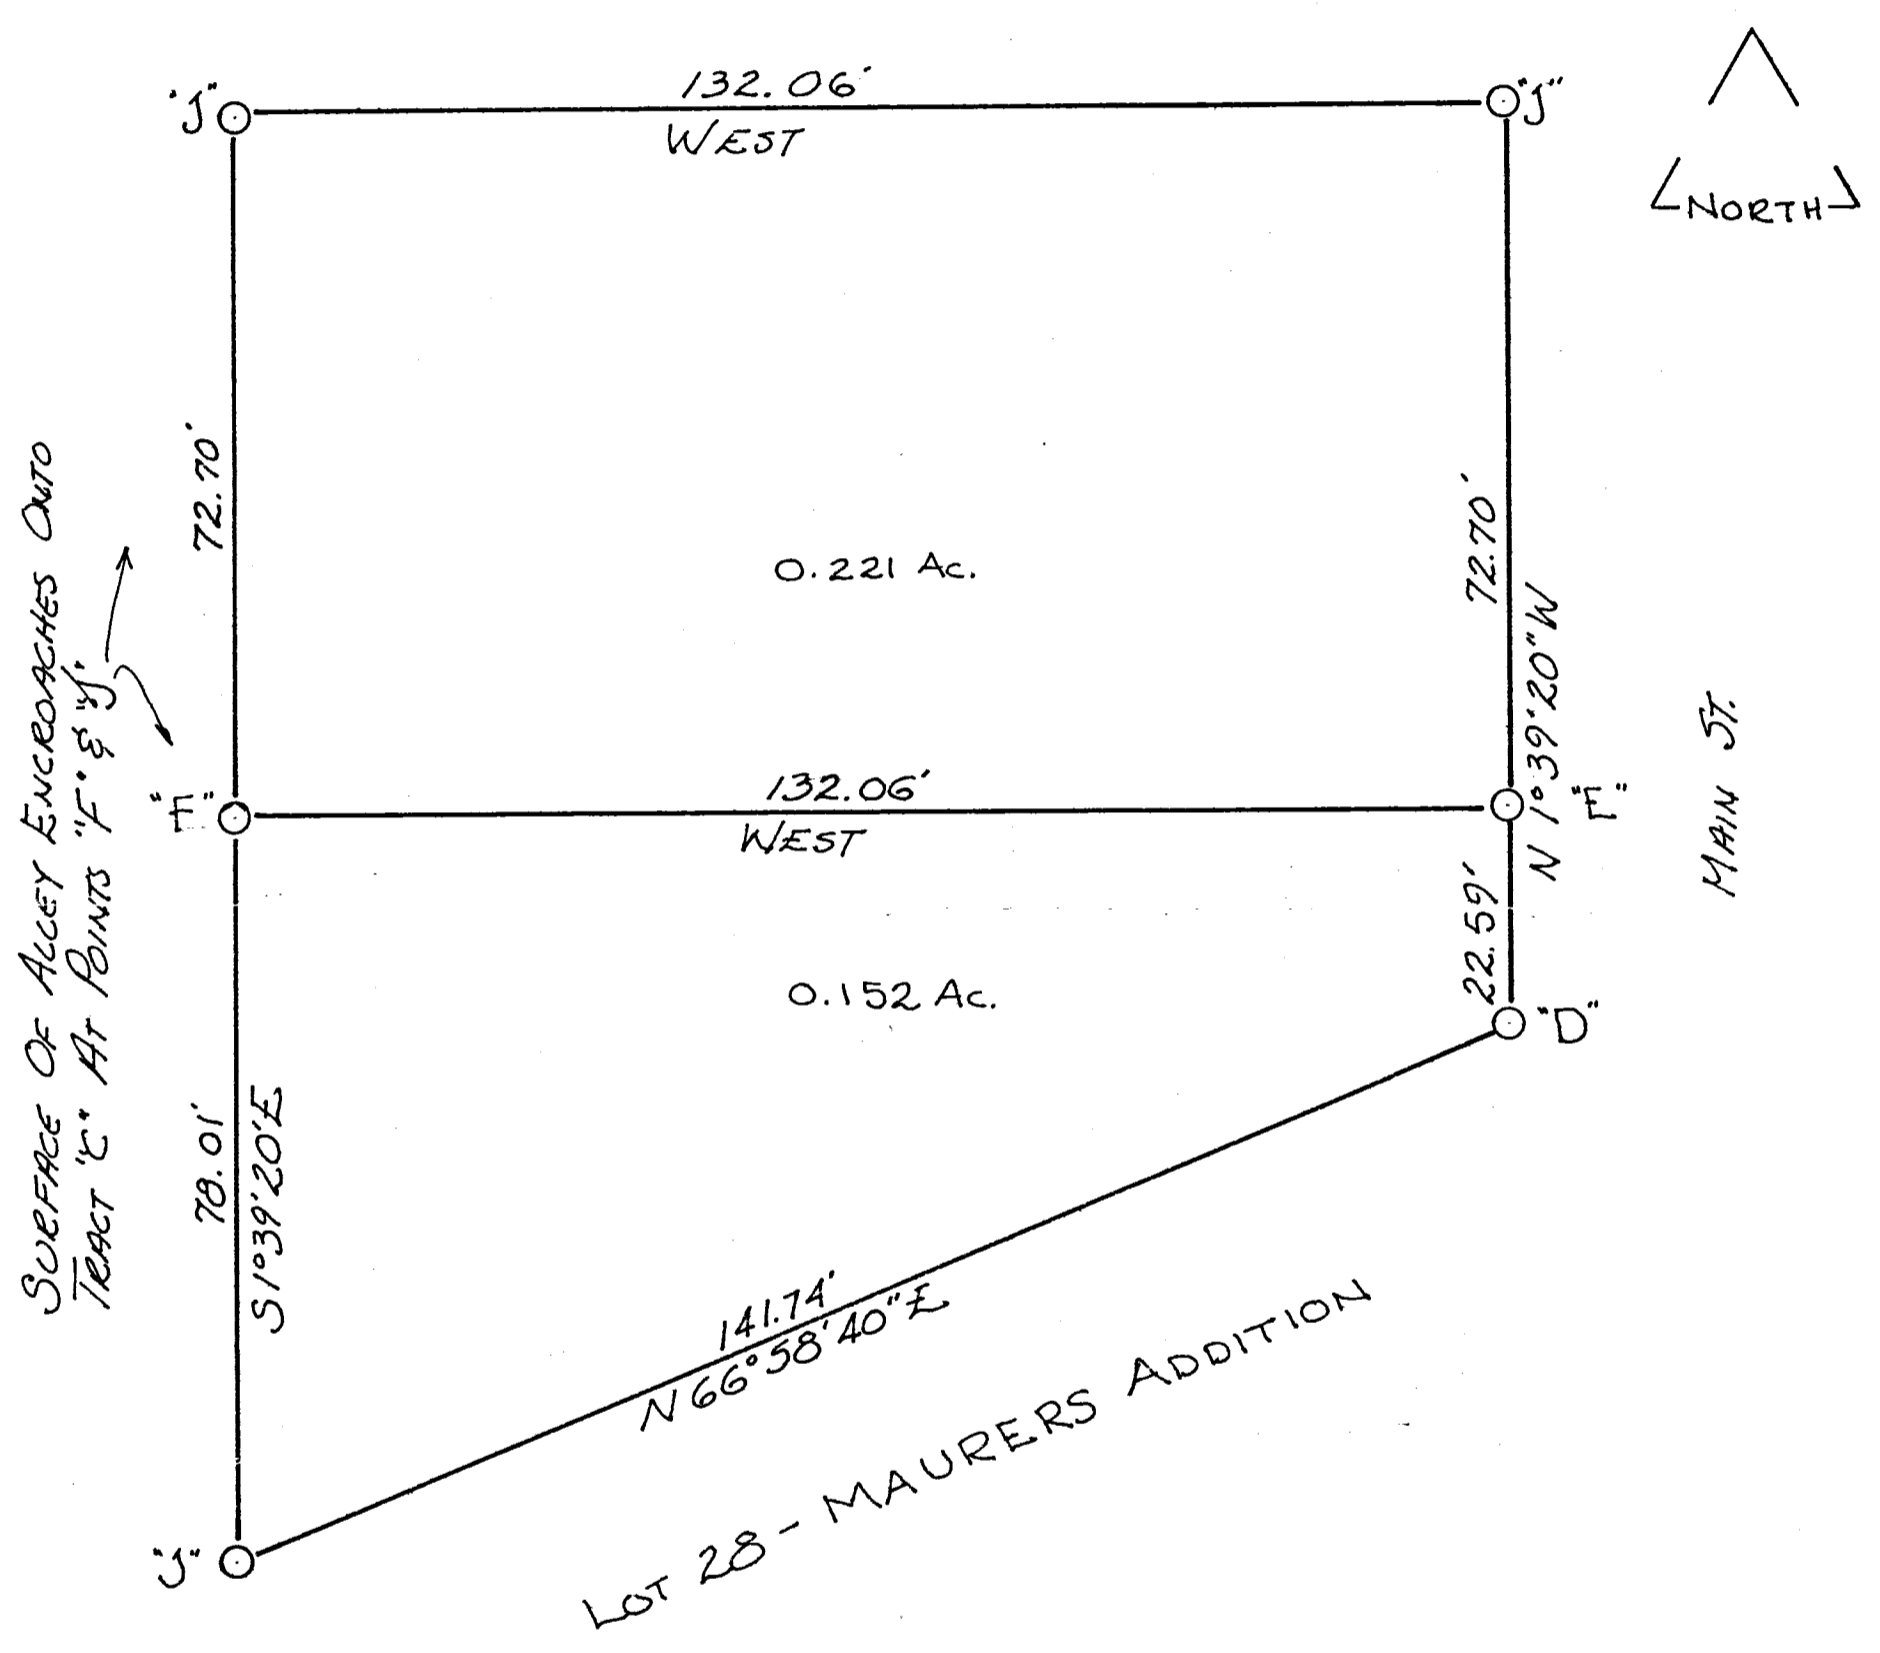 "J"
132.06'
"J"
WEST
NORTH
72.70'
72.70'
0.221 Ac.
N 1°39'20"W
SURFACE OF ALLEY ENCROACHES ONTO
TRACT "C" AT POINTS "F" & "J"
MAIN ST.
"F"
132.06'
"F"
WEST
22.59'
0.152 Ac.
"D"
78.01'
S1°39'20"E
141.74'
N66°58'40"E
LOT 28 - MAURERS ADDITION
"J"